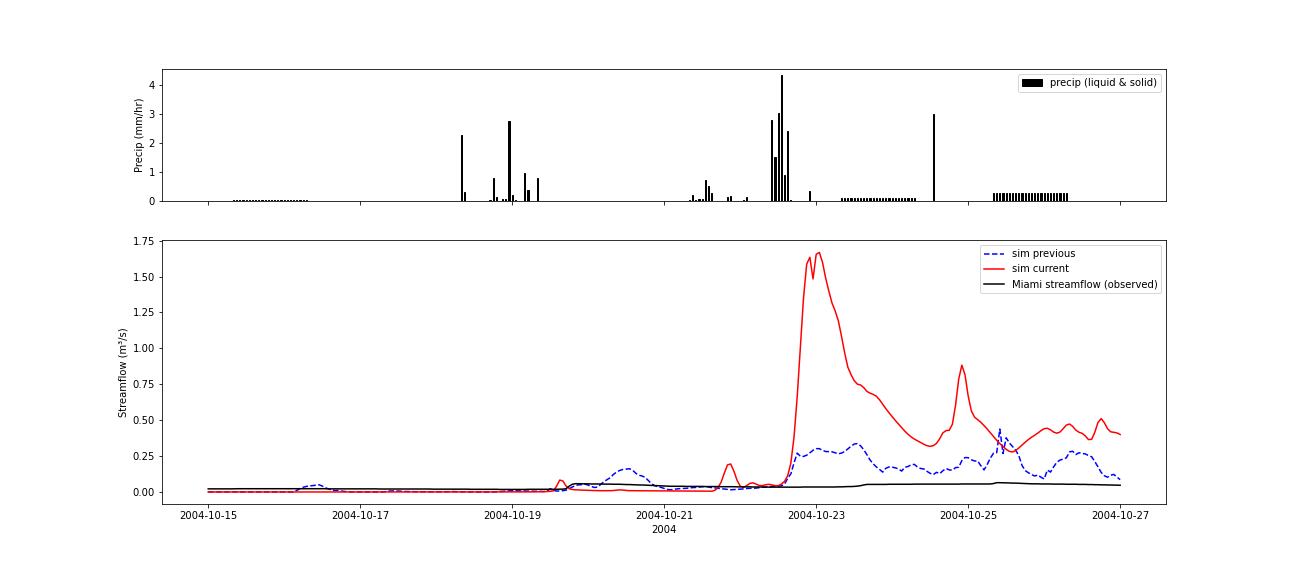 4
3
2
1
0
Precip (mm/hr)
precip (liquid & solid)
1.75
1.50
1.25
1.00
0.75
0.50
0.25
0.00
Streamflow (m³/s)
sim previous
sim current
Miami streamflow (observed)
2004-10-15 2004-10-17 2004-10-19 2004-10-21 2004-10-23 2004-10-25 2004-10-27
2004